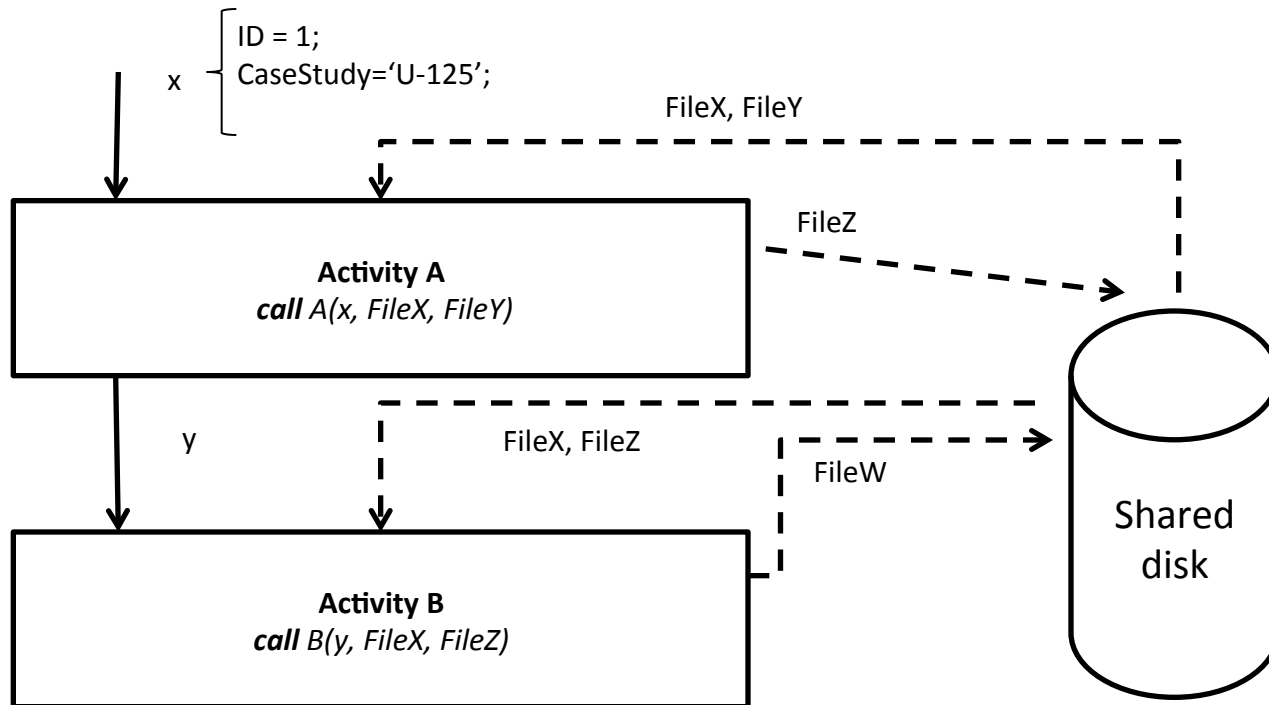 ID = 1;
x
CaseStudy=‘U-125’;
FileX, FileY
FileZ
Activity A
call A(x, FileX, FileY)
y
FileX, FileZ
FileW
Shared
disk
Activity B
call B(y, FileX, FileZ)